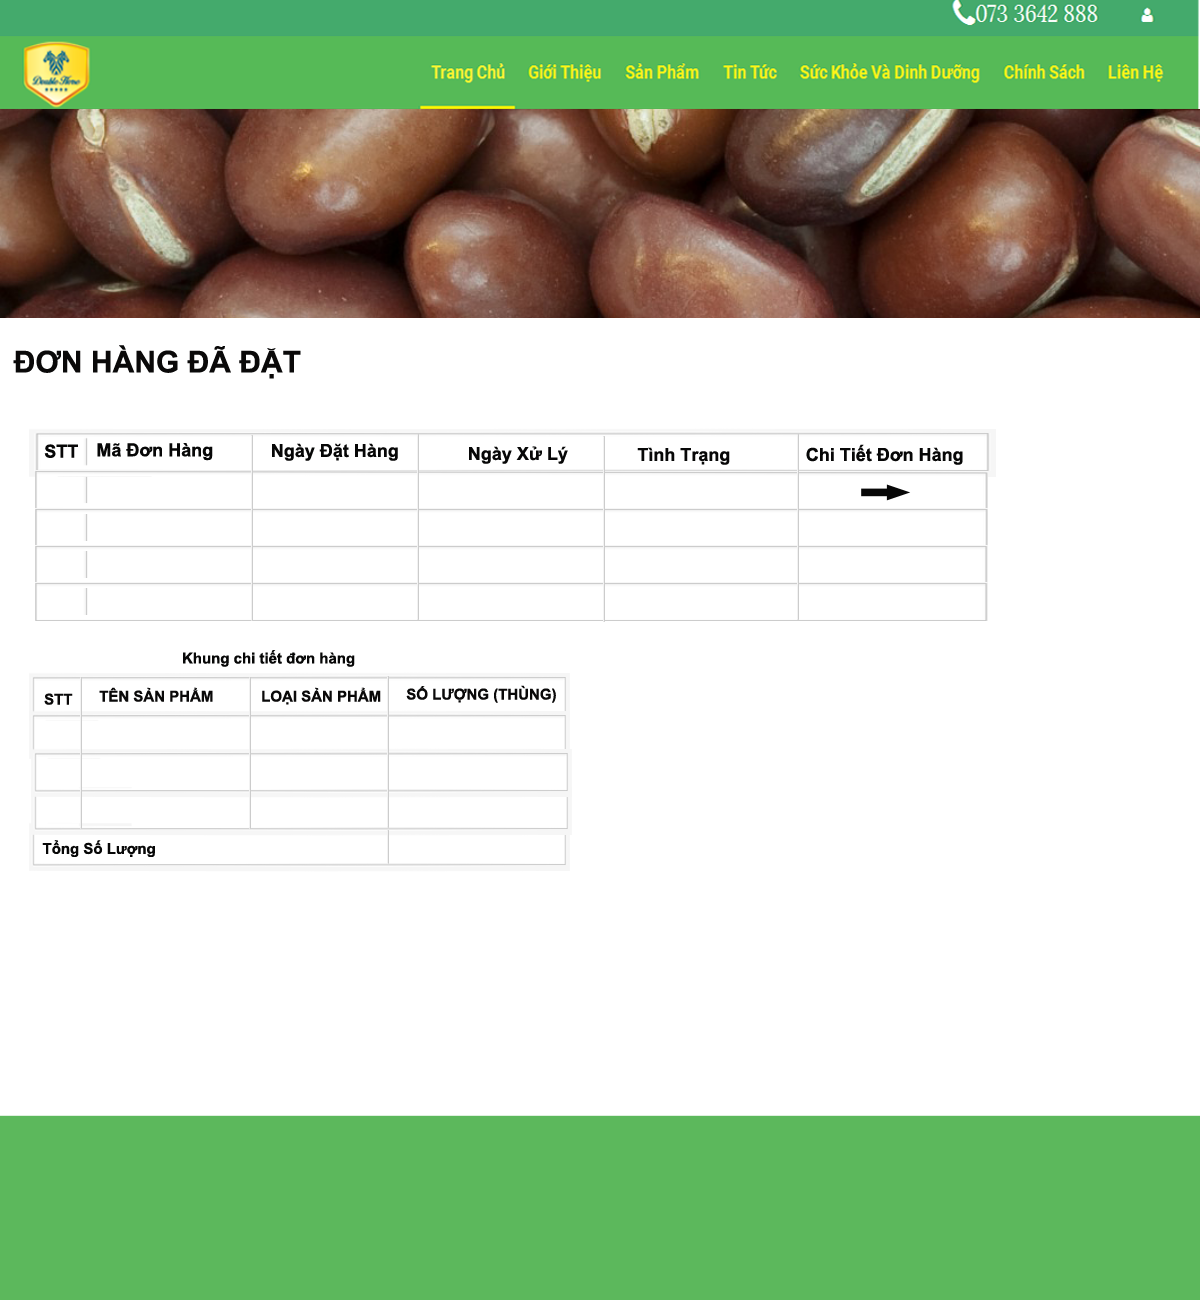 073 3642 888
Double Horse
Trang Chủ Giới Thiệu Sản Phẩm Tin Tức Sức Khỏe Và Dinh Dưỡng Chính Sách Liên Hệ
ĐƠN HÀNG ĐÃ ĐẶT
STT Mã Đơn Hàng Ngày Đặt Hàng Ngày Xử Lý Tình Trạng Chi Tiết Đơn Hàng
Khung chi tiết đơn hàng
STT TÊN SẢN PHẨM LOẠI SẢN PHẨM SỐ LƯỢNG (THÙNG)
Tổng Số Lượng